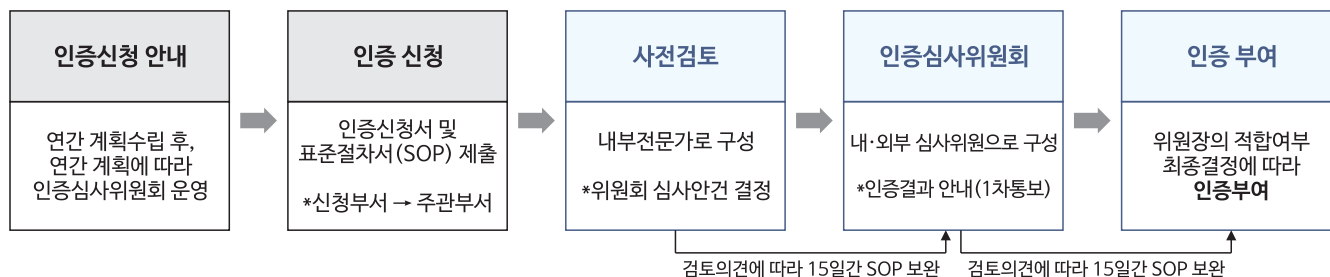 인증신청 안내
연간 계획수립 후,
연간 계획에 따라
인증심사위원회 운영
인증 신청
인증신청서 및
표준절차서(SOP) 제출
*신청부서 → 주관부서
사전검토
내부전문가로 구성
*위원회 심사안건 결정
인증심사위원회
내·외부 심사위원으로 구성
*인증결과 안내(1차통보)
인증 부여
위원장의 적합여부
최종결정에 따라
인증부여
검토의견에 따라 15일간 SOP 보완
검토의견에 따라 15일간 SOP 보완